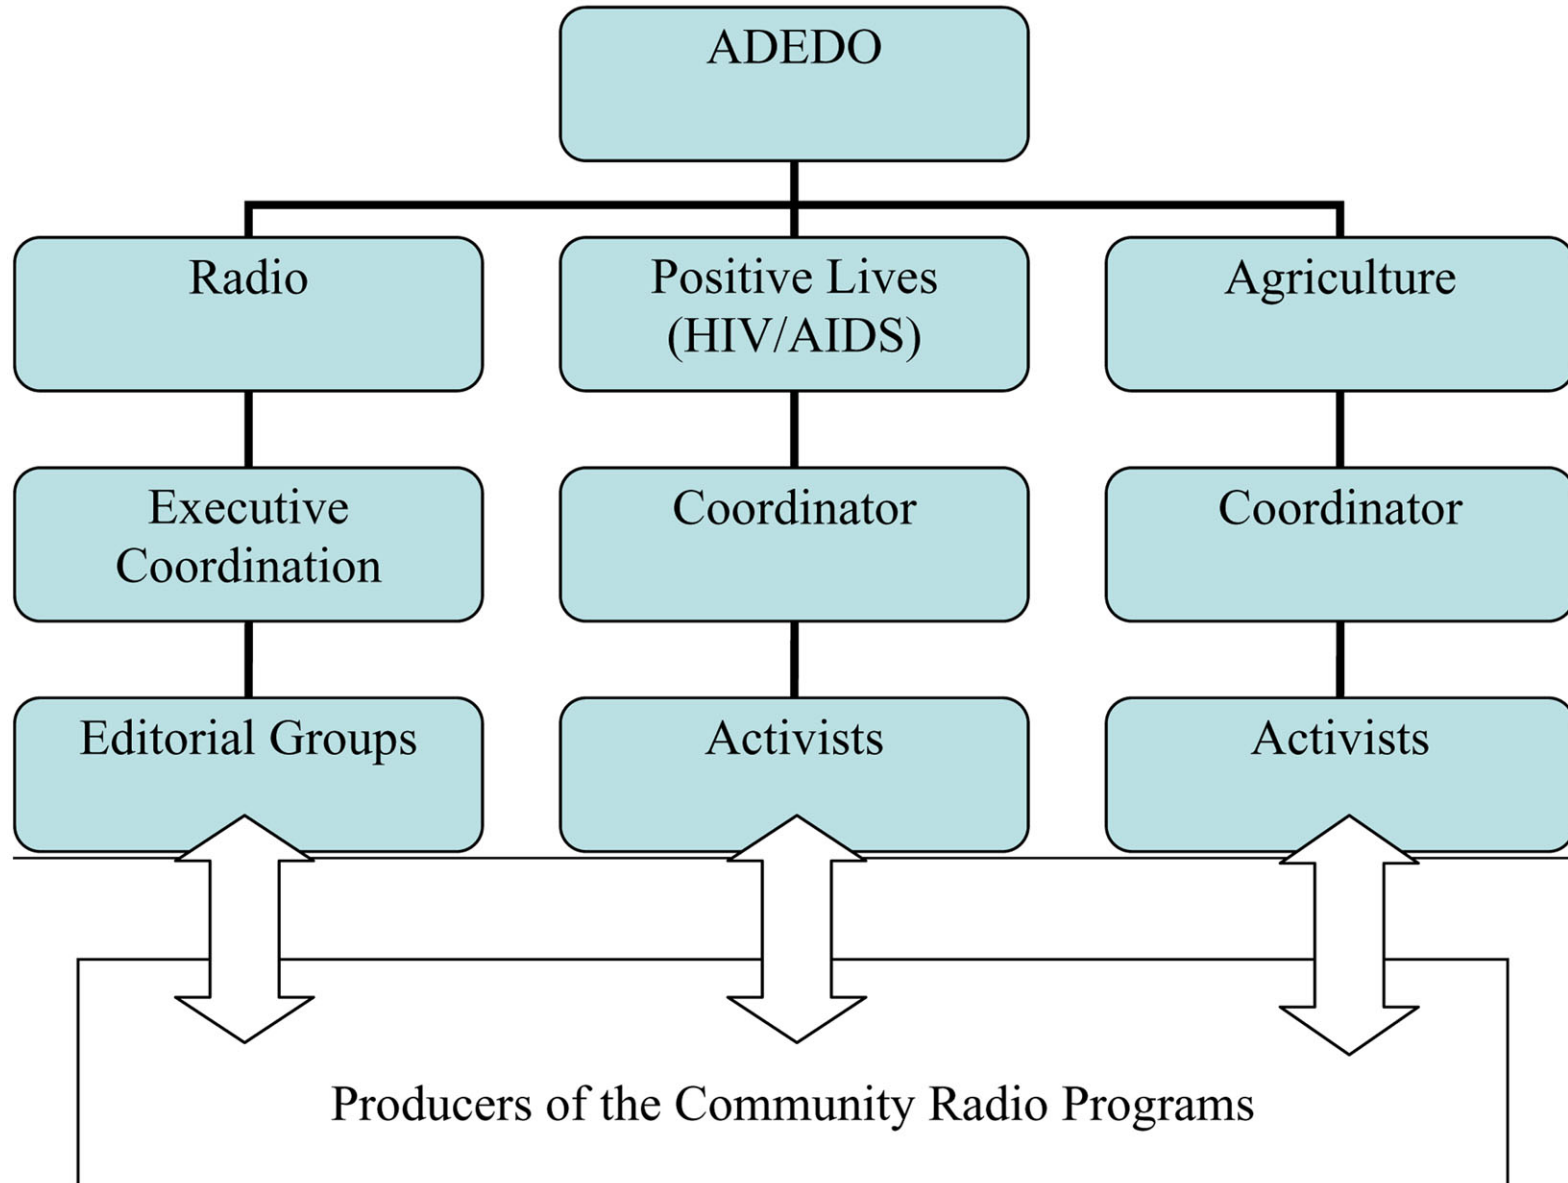 ADEDO
Radio
Positive Lives
(HIV/AIDS)
Agriculture
Executive
Coordination
Coordinator
Coordinator
Editorial Groups
Activists
Activists
Producers of the Community Radio Programs